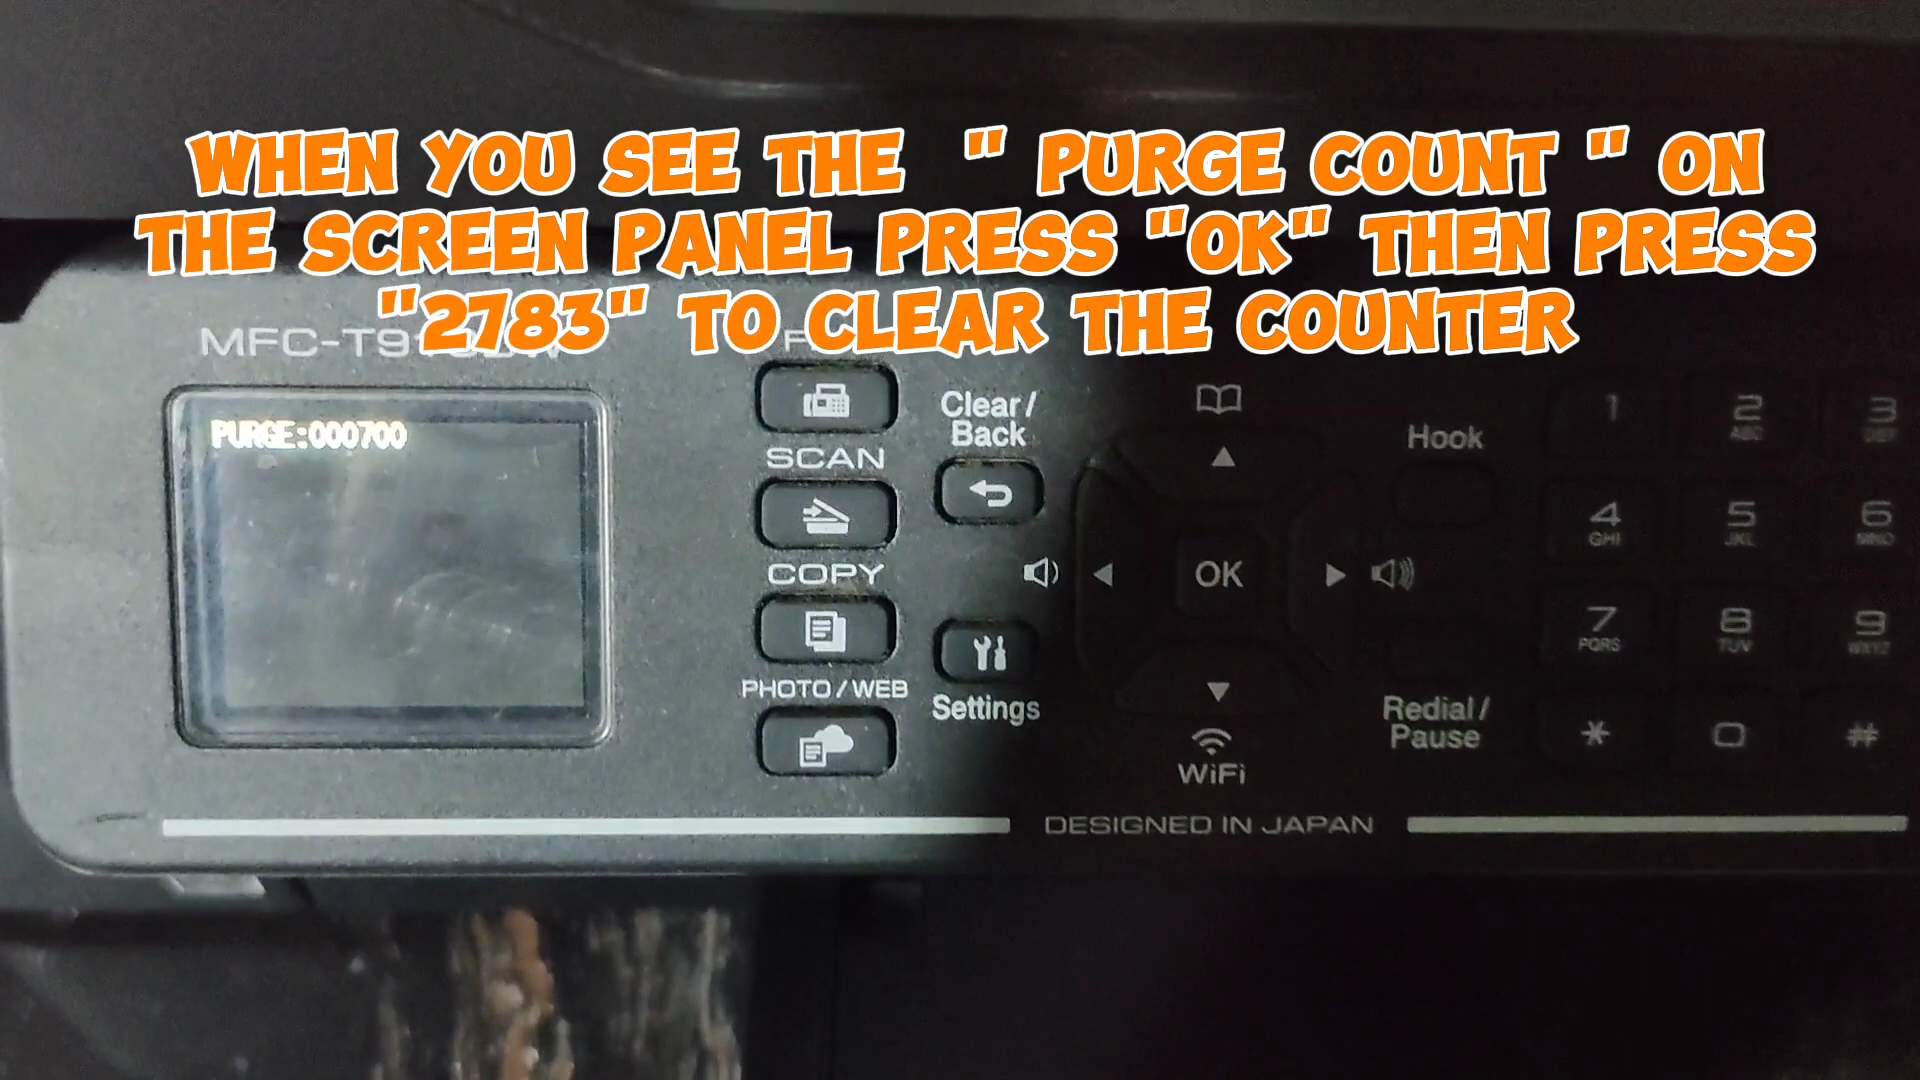 WHEN YOU SEE THE " PURGE COUNT " ON
THE SCREEN PANEL PRESS "OK" THEN PRESS
"2783" TO CLEAR THE COUNTER
PURGE:000700
SCAN
COPY
PHOTO / WEB
Clear /
Back
Settings
OK
WiFi
Hook
Redial /
Pause
1
2
ABC
3
DEF
4
GHI
5
JKL
6
MNO
7
PQRS
8
TUV
9
WXYZ
*
0
#
DESIGNED IN JAPAN